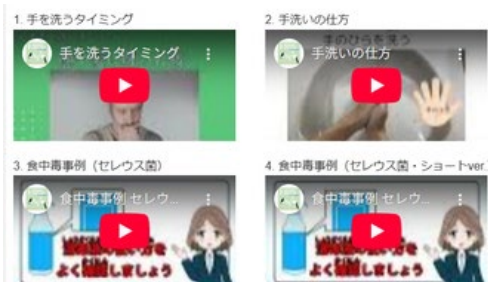 1. 手を洗うタイミング
手を洗うタイミング
2. 手洗いの仕方
手洗いの仕方
手のひらを洗う
3. 食中毒事例（セレウス菌）
食中毒事例 セレウ...
よく確認しましょう
4. 食中毒事例（セレウス菌・ショートver.
食中毒事例 セレウ...
よく確認しましょう